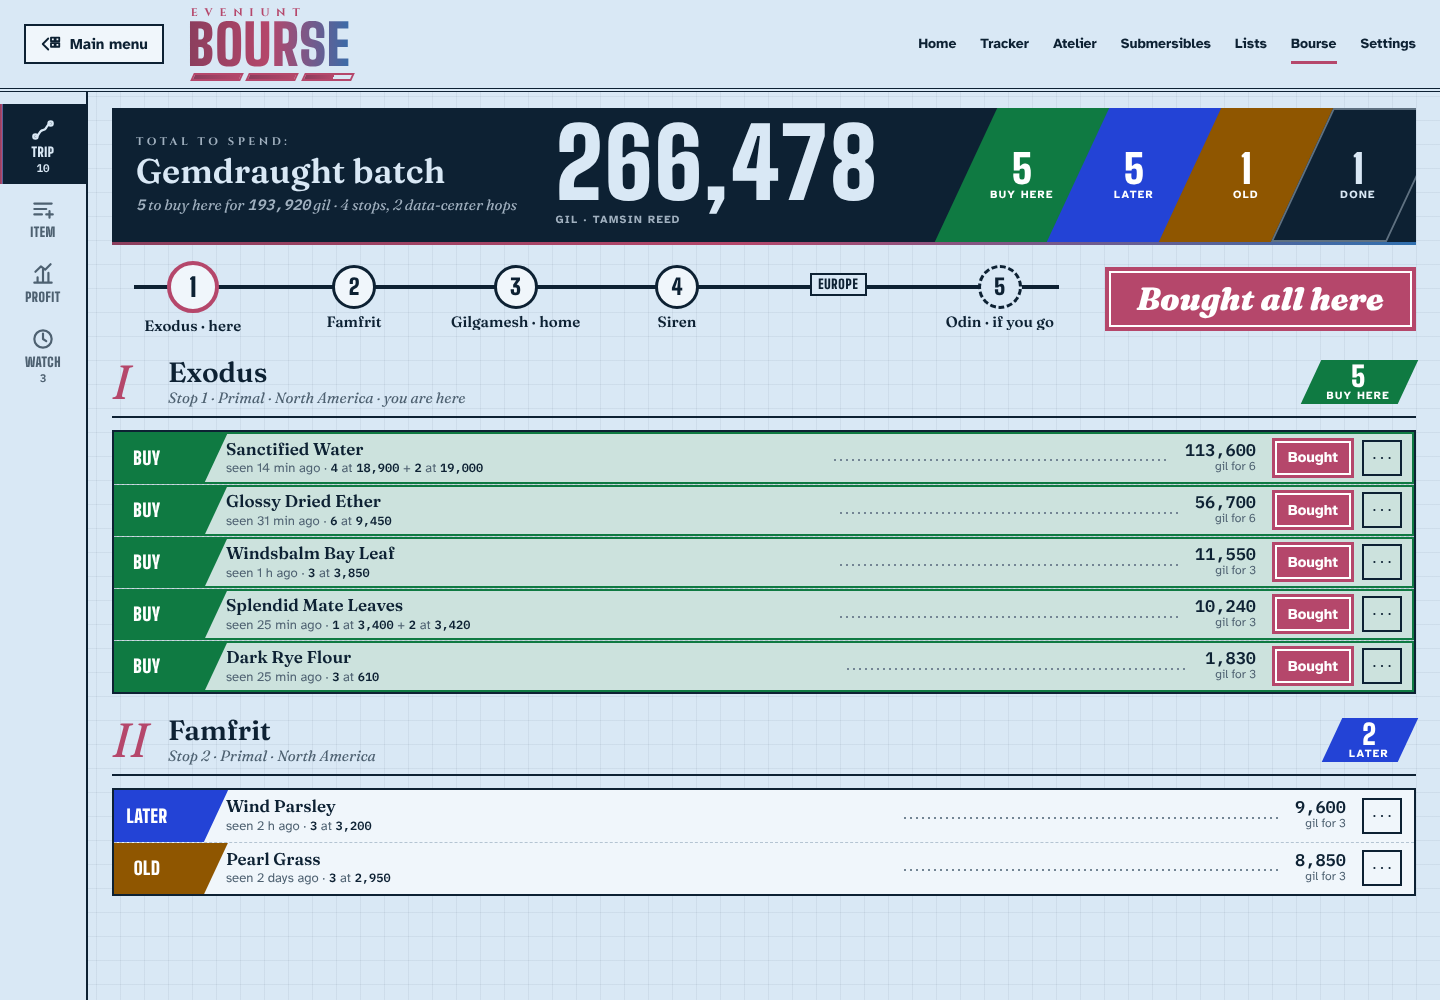 Main menu
EVENIUNT
BOURSE
Home
Tracker
Atelier
Submersibles
Lists
Bourse
Settings
TRIP
10
ITEM
PROFIT
WATCH
3
TOTAL TO SPEND:
Gemdraught batch
5 to buy here for 193,920 gil · 4 stops, 2 data-center hops
266,478
GIL · TAMSIN REED
5
BUY HERE
5
LATER
1
OLD
1
DONE
1
Exodus · here
2
Famfrit
3
Gilgamesh · home
4
Siren
EUROPE
5
Odin · if you go
Bought all here
I
Exodus
Stop 1 · Primal · North America · you are here
5
BUY HERE
BUY
Sanctified Water
seen 14 min ago · 4 at 18,900 + 2 at 19,000
113,600
gil for 6
Bought
...
BUY
Glossy Dried Ether
seen 31 min ago · 6 at 9,450
56,700
gil for 6
Bought
...
BUY
Windsbalm Bay Leaf
seen 1 h ago · 3 at 3,850
11,550
gil for 3
Bought
...
BUY
Splendid Mate Leaves
seen 25 min ago · 1 at 3,400 + 2 at 3,420
10,240
gil for 3
Bought
...
BUY
Dark Rye Flour
seen 25 min ago · 3 at 610
1,830
gil for 3
Bought
...
II
Famfrit
Stop 2 · Primal · North America
2
LATER
LATER
Wind Parsley
seen 2 h ago · 3 at 3,200
9,600
gil for 3
...
OLD
Pearl Grass
seen 2 days ago · 3 at 2,950
8,850
gil for 3
...